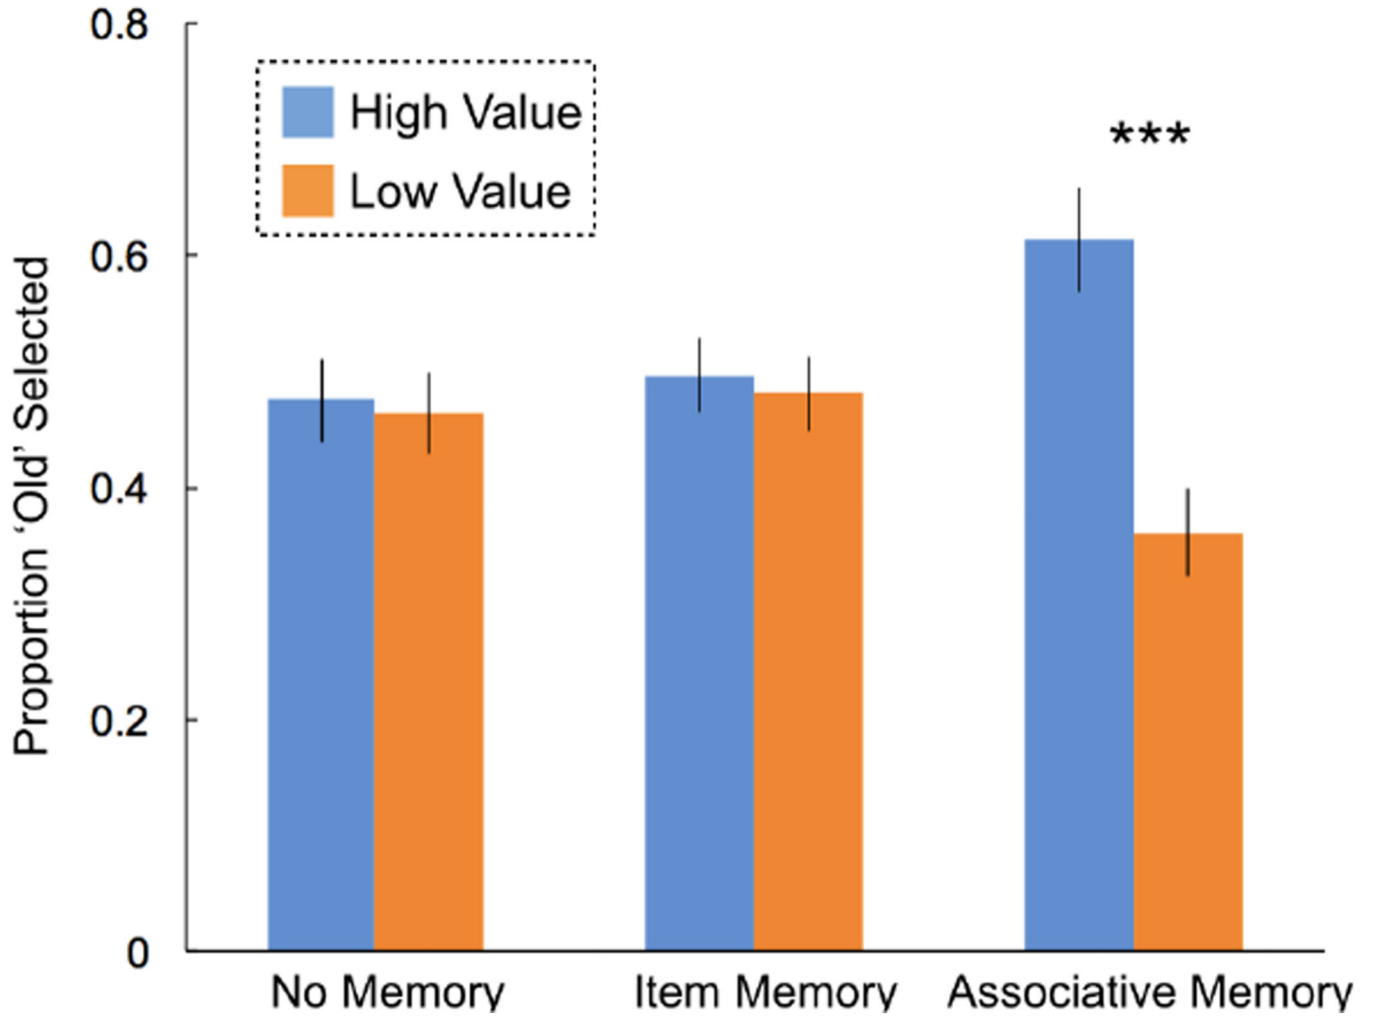 0.8
High Value
Low Value
***
0.6
Proportion ‘Old’ Selected
0.4
0.2
0
No Memory
Item Memory
Associative Memory